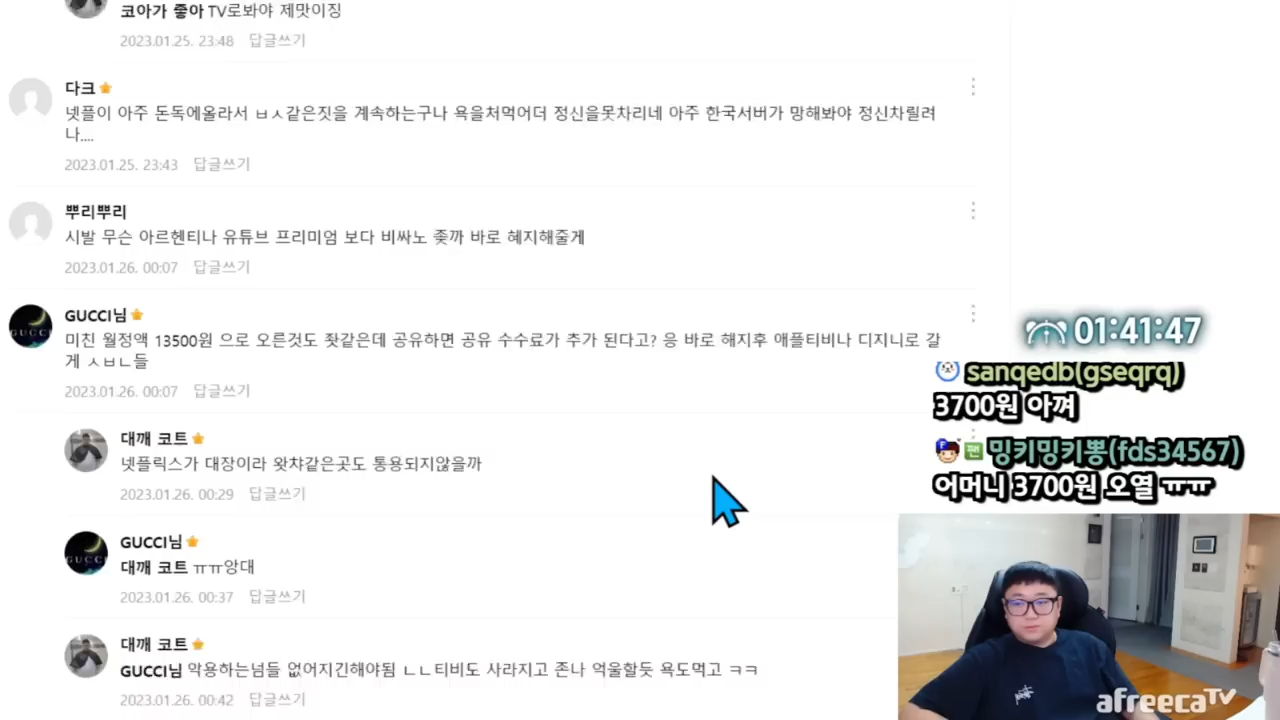 코아가 좋아 TV로봐야 제맛이징
2023.01.25. 23:48 답글쓰기
다크
넷플이 아주 돈독에올라서 ㅂㅅ같은짓을 계속하는구나 욕을처먹어더 정신을못차리네 아주 한국서버가 망해봐야 정신차릴려
나....
2023.01.25. 23:43 답글쓰기
뿌리뿌리
시발 무슨 아르헨티나 유튜브 프리미엄 보다 비싸노 좆까 바로 혜지해줄게
2023.01.26. 00:07 답글쓰기
GUCCI님
미친 월정액 13500원 으로 오른것도 좟같은데 공유하면 공유 수수료가 추가 된다고? 응 바로 해지후 애플티비나 디지니로 갈
게 ㅅㅂㄴ들
2023.01.26. 00:07 답글쓰기
대깨 코트
넷플릭스가 대장이라 왓챠같은곳도 통용되지않을까
2023.01.26. 00:29 답글쓰기
GUCCI님
대깨 코트 ㅠㅠ앙대
2023.01.26. 00:37 답글쓰기
대깨 코트
GUCCI님 악용하는넘들 없어지긴해야됨 ㄴㄴ티비도 사라지고 존나 억울할듯 욕도먹고 ㅋㅋ
2023.01.26. 00:42 답글쓰기
01:41:47
sanqedb(gseqrq)
3700원 아껴
팬 밍키밍키뽕(fds34567)
어머니 3700원 오열 ㅠㅠ
GUCCI
GUCCI
afreecaTV